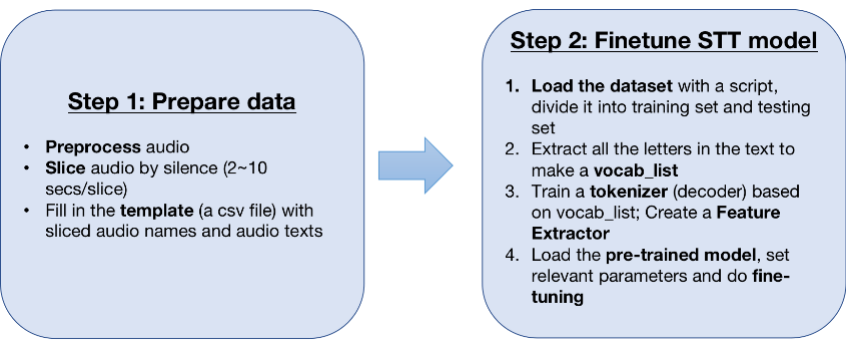 Step 1: Prepare data
• Preprocess audio
• Slice audio by silence (2~10
secs/slice)
• Fill in the template (a csv file) with
sliced audio names and audio texts
Step 2: Finetune STT model
1. Load the dataset with a script,
divide it into training set and testing
set
2. Extract all the letters in the text to
make a vocab_list
3. Train a tokenizer (decoder) based
on vocab_list; Create a Feature
Extractor
4. Load the pre-trained model, set
relevant parameters and do fine-
tuning